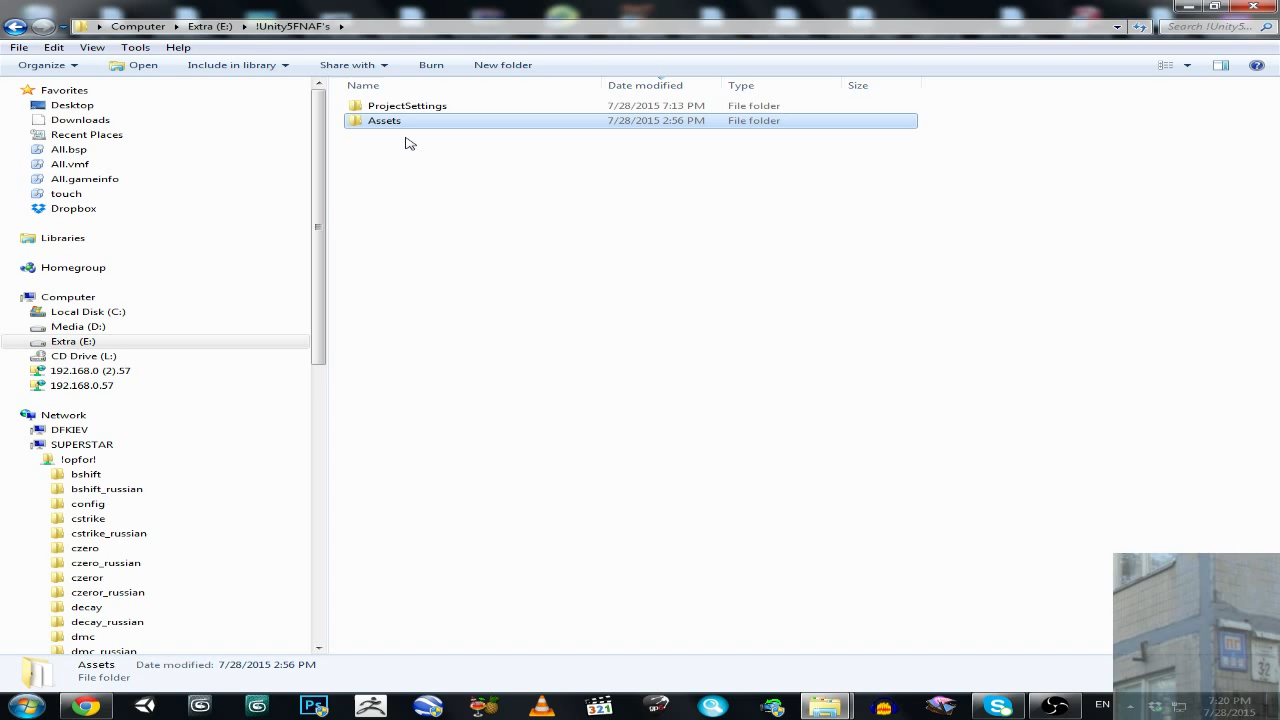 Computer Extra (E:) !Unity5FNAF's Search !Unity5...
File Edit View Tools Help
Organize Open Include in library Share with Burn New folder
Name Date modified Type Size
ProjectSettings 7/28/2015 7:13 PM File folder
Assets 7/28/2015 2:56 PM File folder
Favorites
Desktop
Downloads
Recent Places
All.bsp
All.vmf
All.gameinfo
touch
Dropbox
Libraries
Homegroup
Computer
Local Disk (C:)
Media (D:)
Extra (E:)
CD Drive (L:)
192.168.0 (2).57
192.168.0.57
Network
DFKIEV
SUPERSTAR
!opfor!
bshift
bshift_russian
config
cstrike
cstrike_russian
czero
czero_russian
czeror
czeror_russian
decay
decay_russian
dmc
dmc_russian
Assets Date modified: 7/28/2015 2:56 PM
File folder
32
Ps
321
EN
7:20 PM
7/28/2015